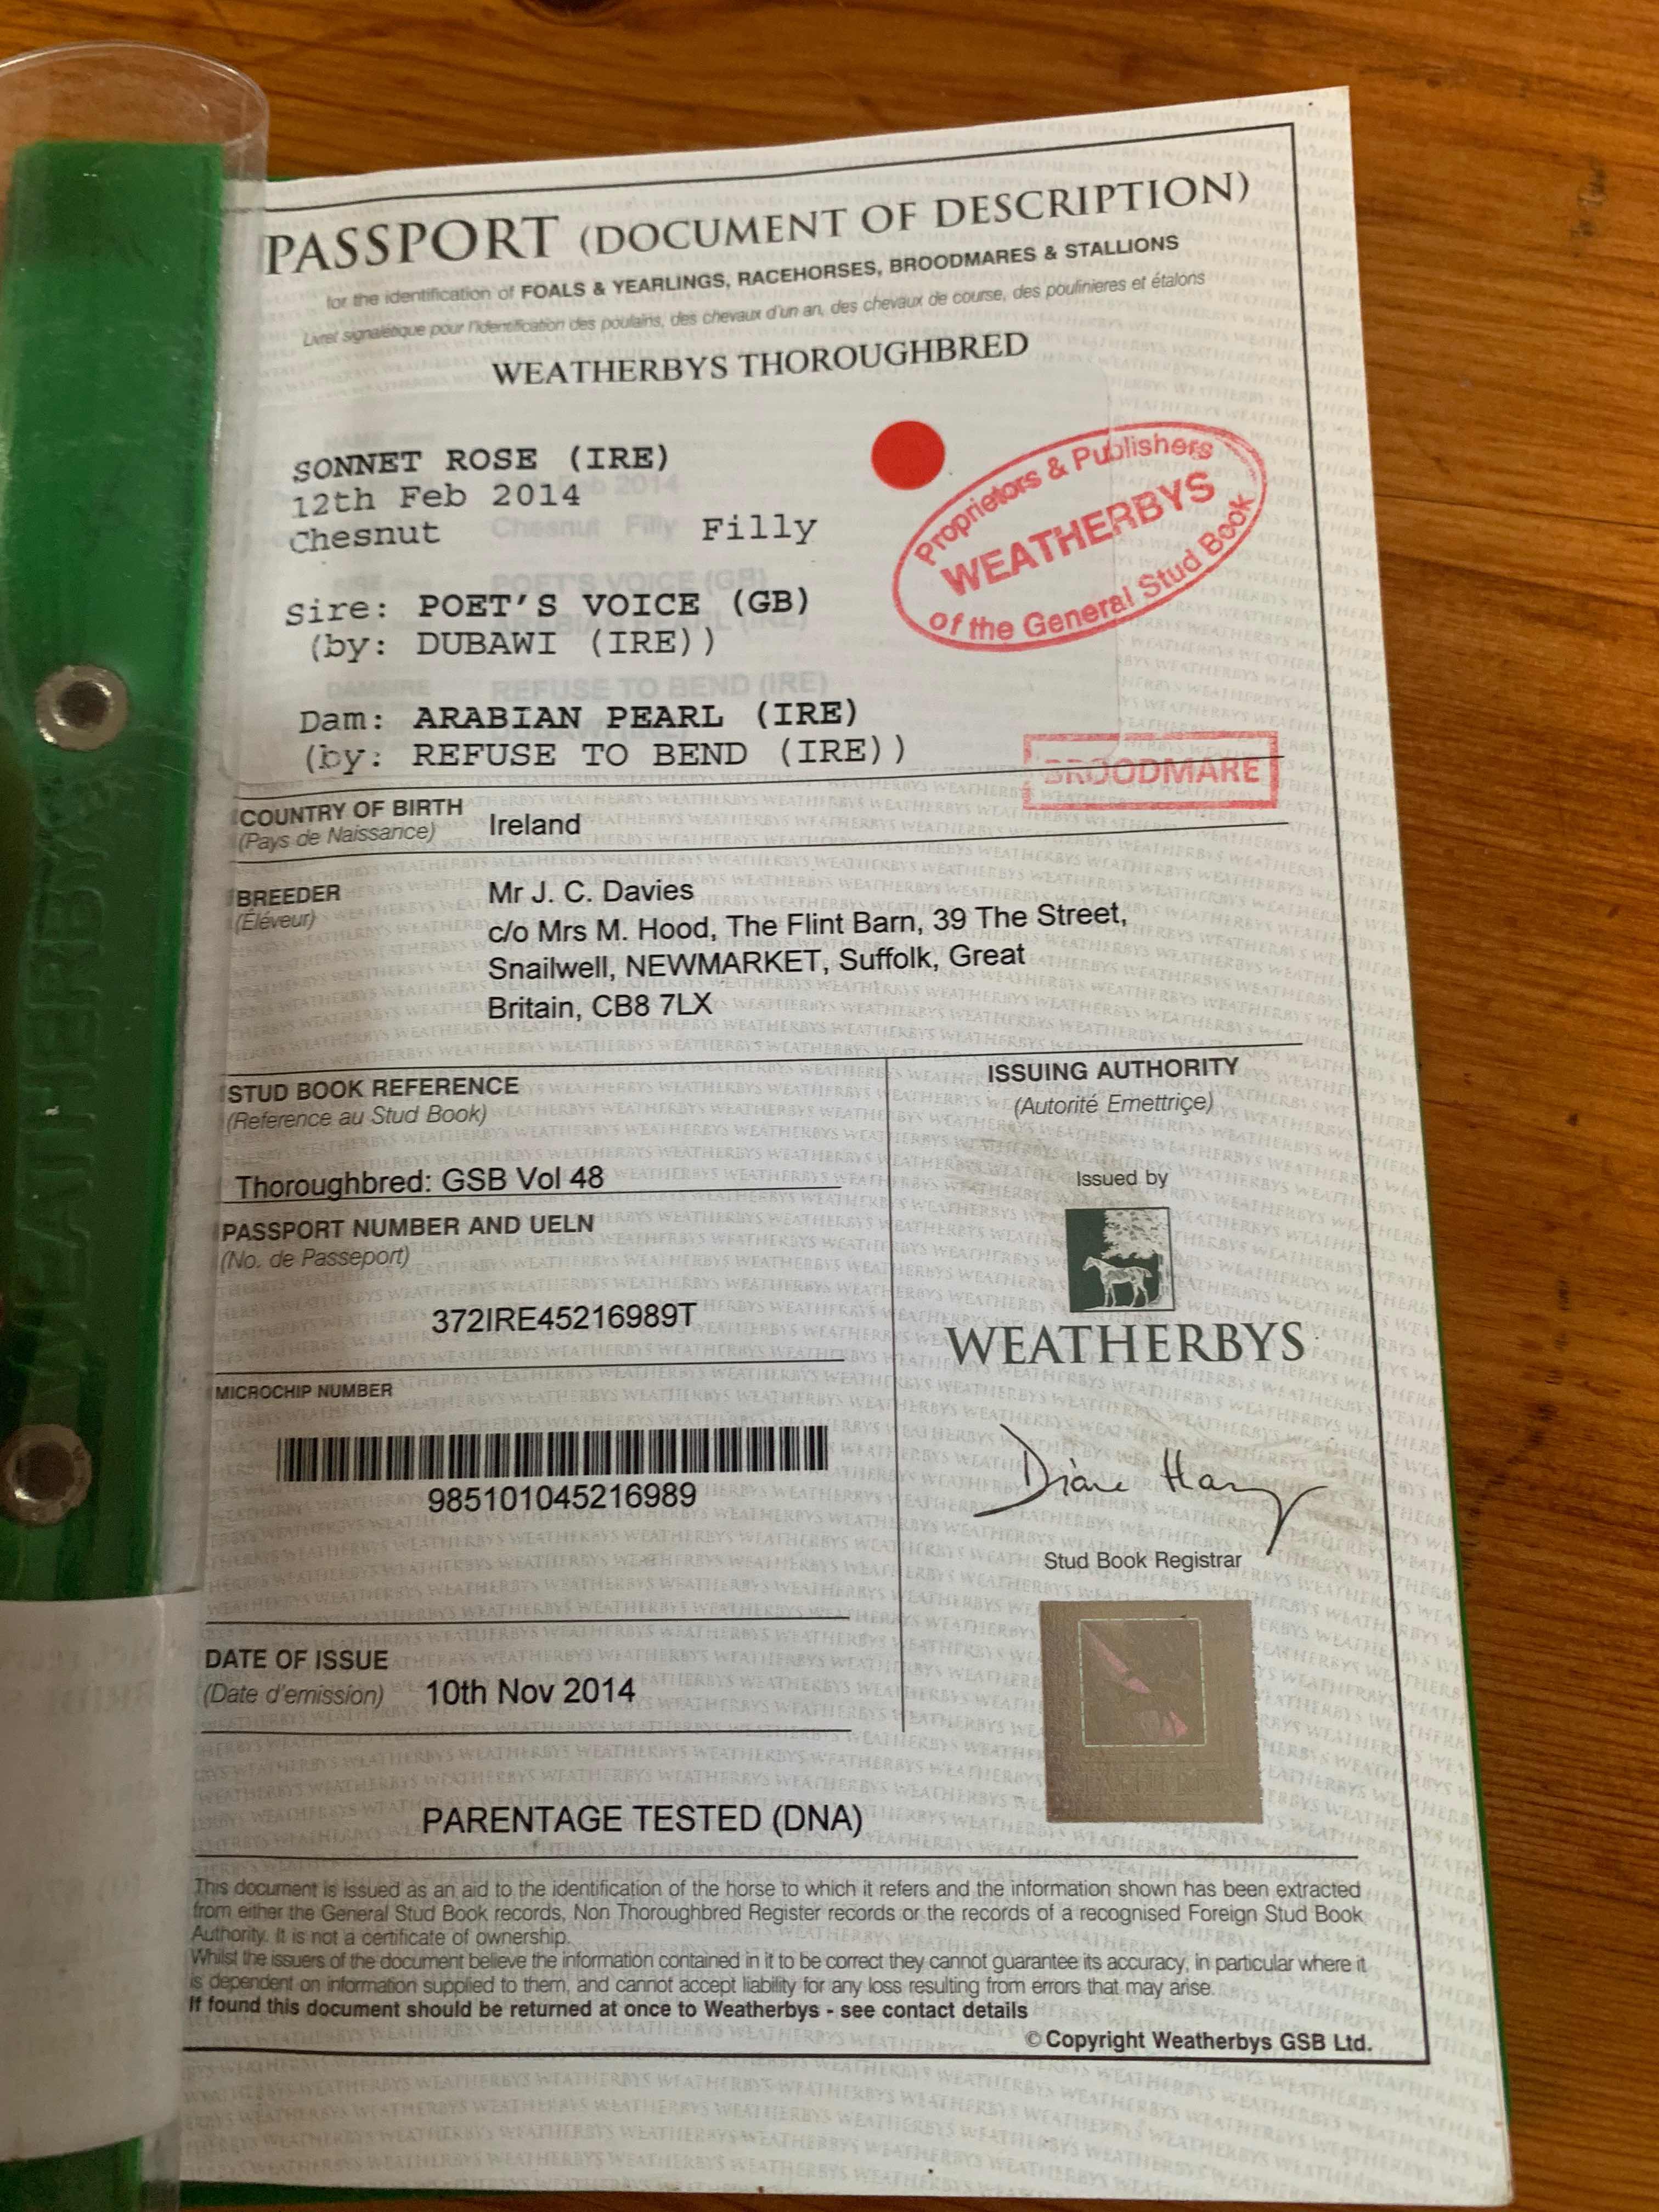 PASSPORT (DOCUMENT OF DESCRIPTION)
for the identification of FOALS & YEARLINGS, RACEHORSES, BROODMARES & STALLIONS
Livret signaletique pour l'identification des poulains, des chevaux d'un an, des chevaux de course, des poulinieres et étalons
WEATHERBYS THOROUGHBRED
SONNET ROSE (IRE)
12th Feb 2014
Chesnut Filly
Sire: POET'S VOICE (GB)
(by: DUBAWI (IRE))
Dam: ARABIAN PEARL (IRE)
(by: REFUSE TO BEND (IRE))
Proprietors & Publishers
WEATHERBYS
of the General Stud Book
BROODMARE
COUNTRY OF BIRTH
(Pays de Naissance)
Ireland
BREEDER
(Éléveur)
Mr J. C. Davies
c/o Mrs M. Hood, The Flint Barn, 39 The Street,
Snailwell, NEWMARKET, Suffolk, Great
Britain, CB8 7LX
STUD BOOK REFERENCE
(Reference au Stud Book)
Thoroughbred: GSB Vol 48
PASSPORT NUMBER AND UELN
(No. de Passeport)
372IRE45216989T
MICROCHIP NUMBER
985101045216989
DATE OF ISSUE
(Date d'emission)
10th Nov 2014
ISSUING AUTHORITY
(Autorité Emettriçe)
Issued by
WEATHERBYS
Diane Hany
Stud Book Registrar
PARENTAGE TESTED (DNA)
This document is issued as an aid to the identification of the horse to which it refers and the information shown has been extracted
from either the General Stud Book records, Non Thoroughbred Register records or the records of a recognised Foreign Stud Book
Authority. It is not a certificate of ownership.
Whilst the issuers of the document believe the information contained in it to be correct they cannot guarantee its accuracy, in particular where it
is dependent on information supplied to them, and cannot accept liability for any loss resulting from errors that may arise.
If found this document should be returned at once to Weatherbys - see contact details
© Copyright Weatherbys GSB Ltd.
WEATHERBYS